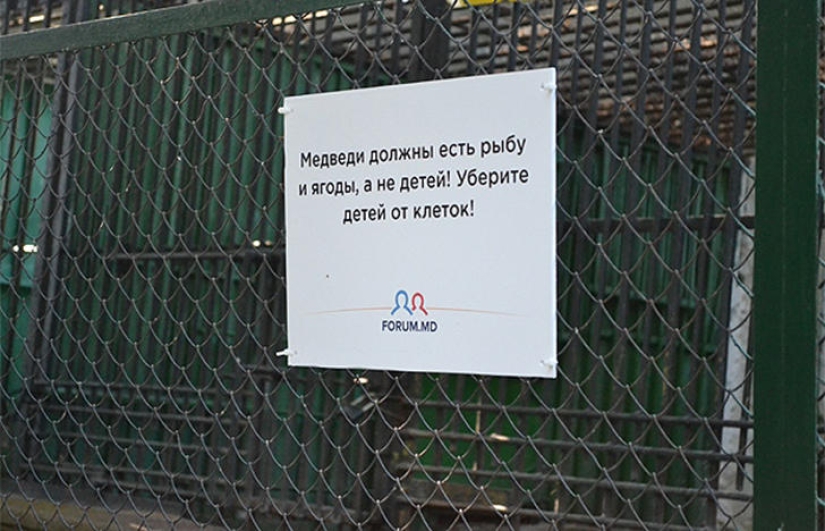 Медведи должны есть рыбу
и ягоды, а не детей! Уберите
детей от клеток!
FORUM.MD